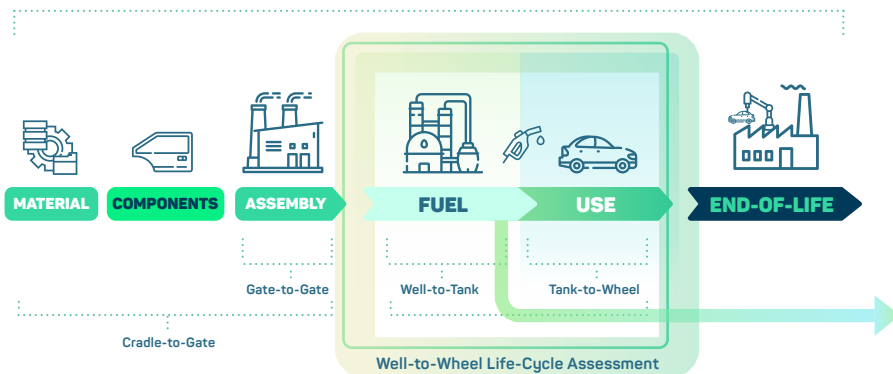 MATERIAL
COMPONENTS
ASSEMBLY
FUEL
USE
END-OF-LIFE
Gate-to-Gate
Well-to-Tank
Tank-to-Wheel
Cradle-to-Gate
Well-to-Wheel Life-Cycle Assessment